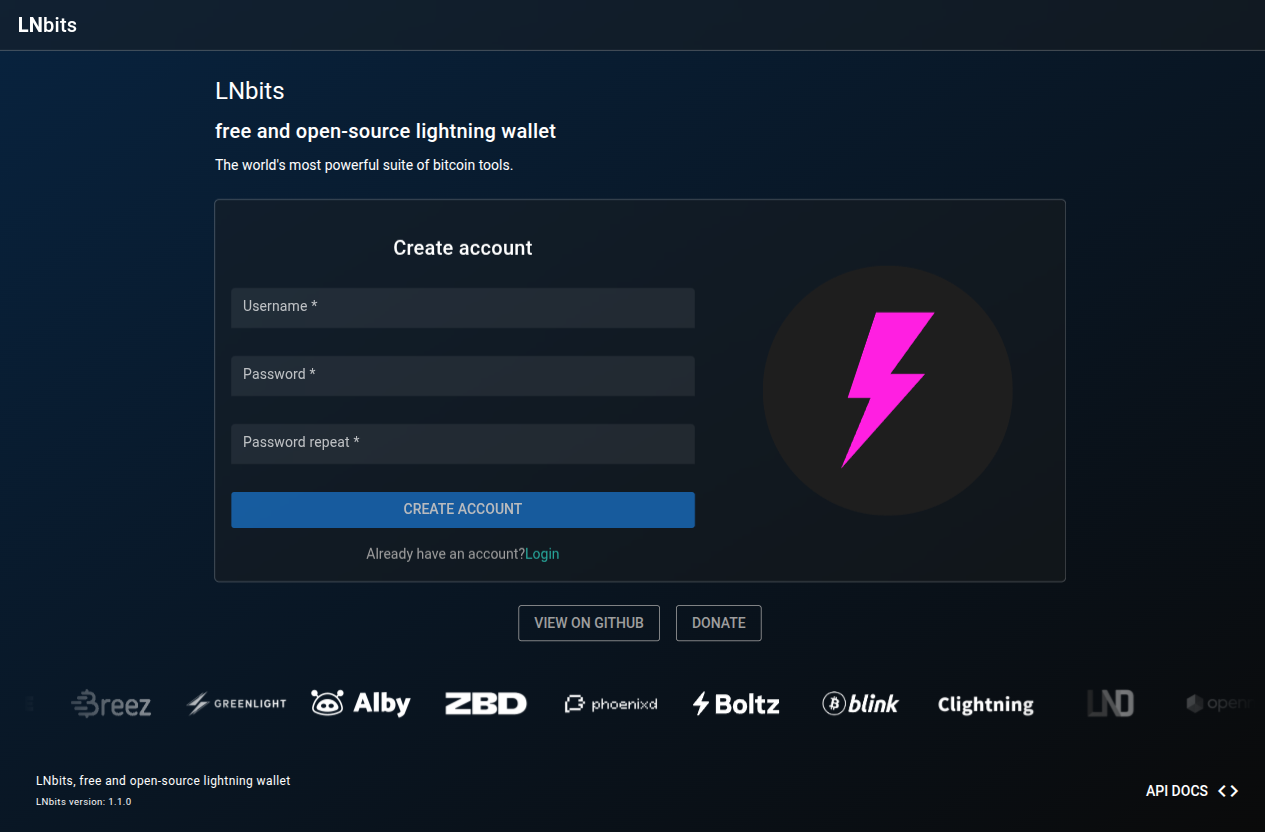 LNbits
LNbits
free and open-source lightning wallet
The world's most powerful suite of bitcoin tools.
Create account
Username *
Password *
Password repeat *
CREATE ACCOUNT
Already have an account?Login
VIEW ON GITHUB DONATE
Breez GREENLIGHT Alby ZBD phoenixd Boltz blink Clightning LND
LNbits, free and open-source lightning wallet
LNbits version: 1.1.0
API DOCS